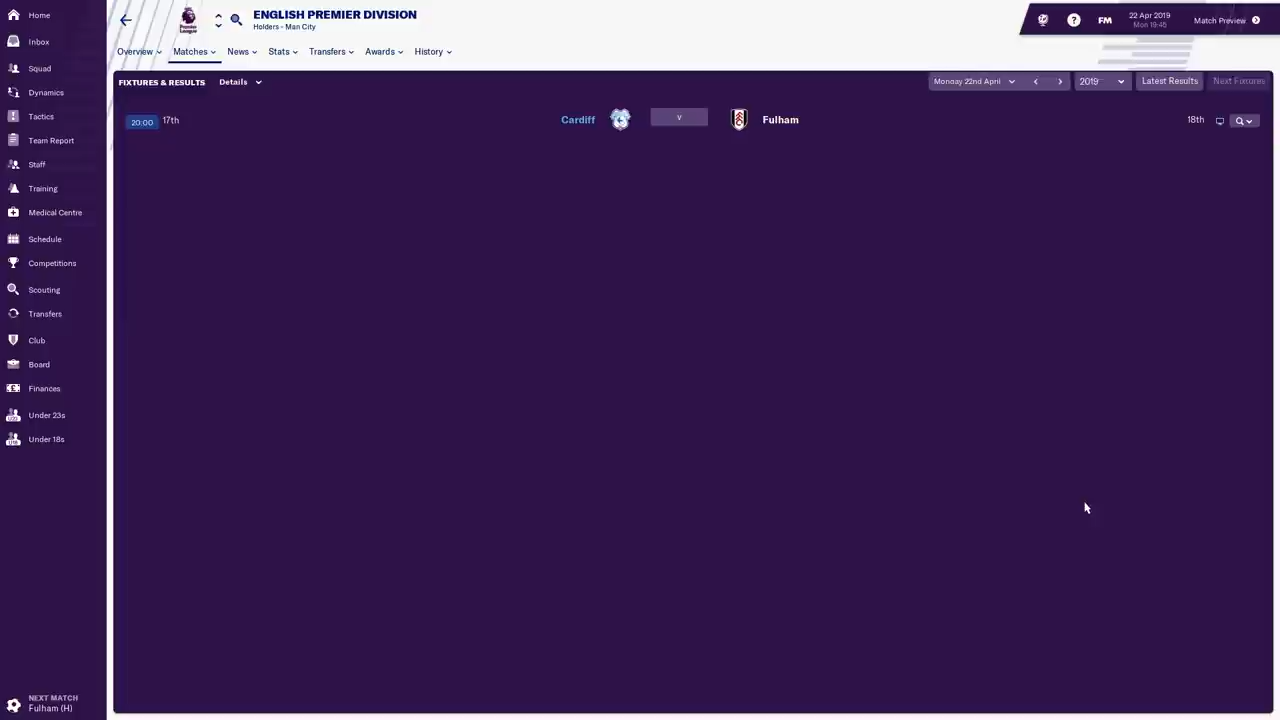 Home
Inbox
Squad
Dynamics
Tactics
Team Report
Staff
Training
Medical Centre
Schedule
Competitions
Scouting
Transfers
Club
Board
Finances
Under 23s
Under 18s
NEXT MATCH
Fulham (H)
ENGLISH PREMIER DIVISION
Holders - Man City
FM
22 Apr 2019
Mon 19:45
Match Preview
Overview Matches News Stats Transfers Awards History
FIXTURES & RESULTS Details Monday 22nd April 2019 Latest Results Next Fixtures
20:00 17th Cardiff v Fulham 18th